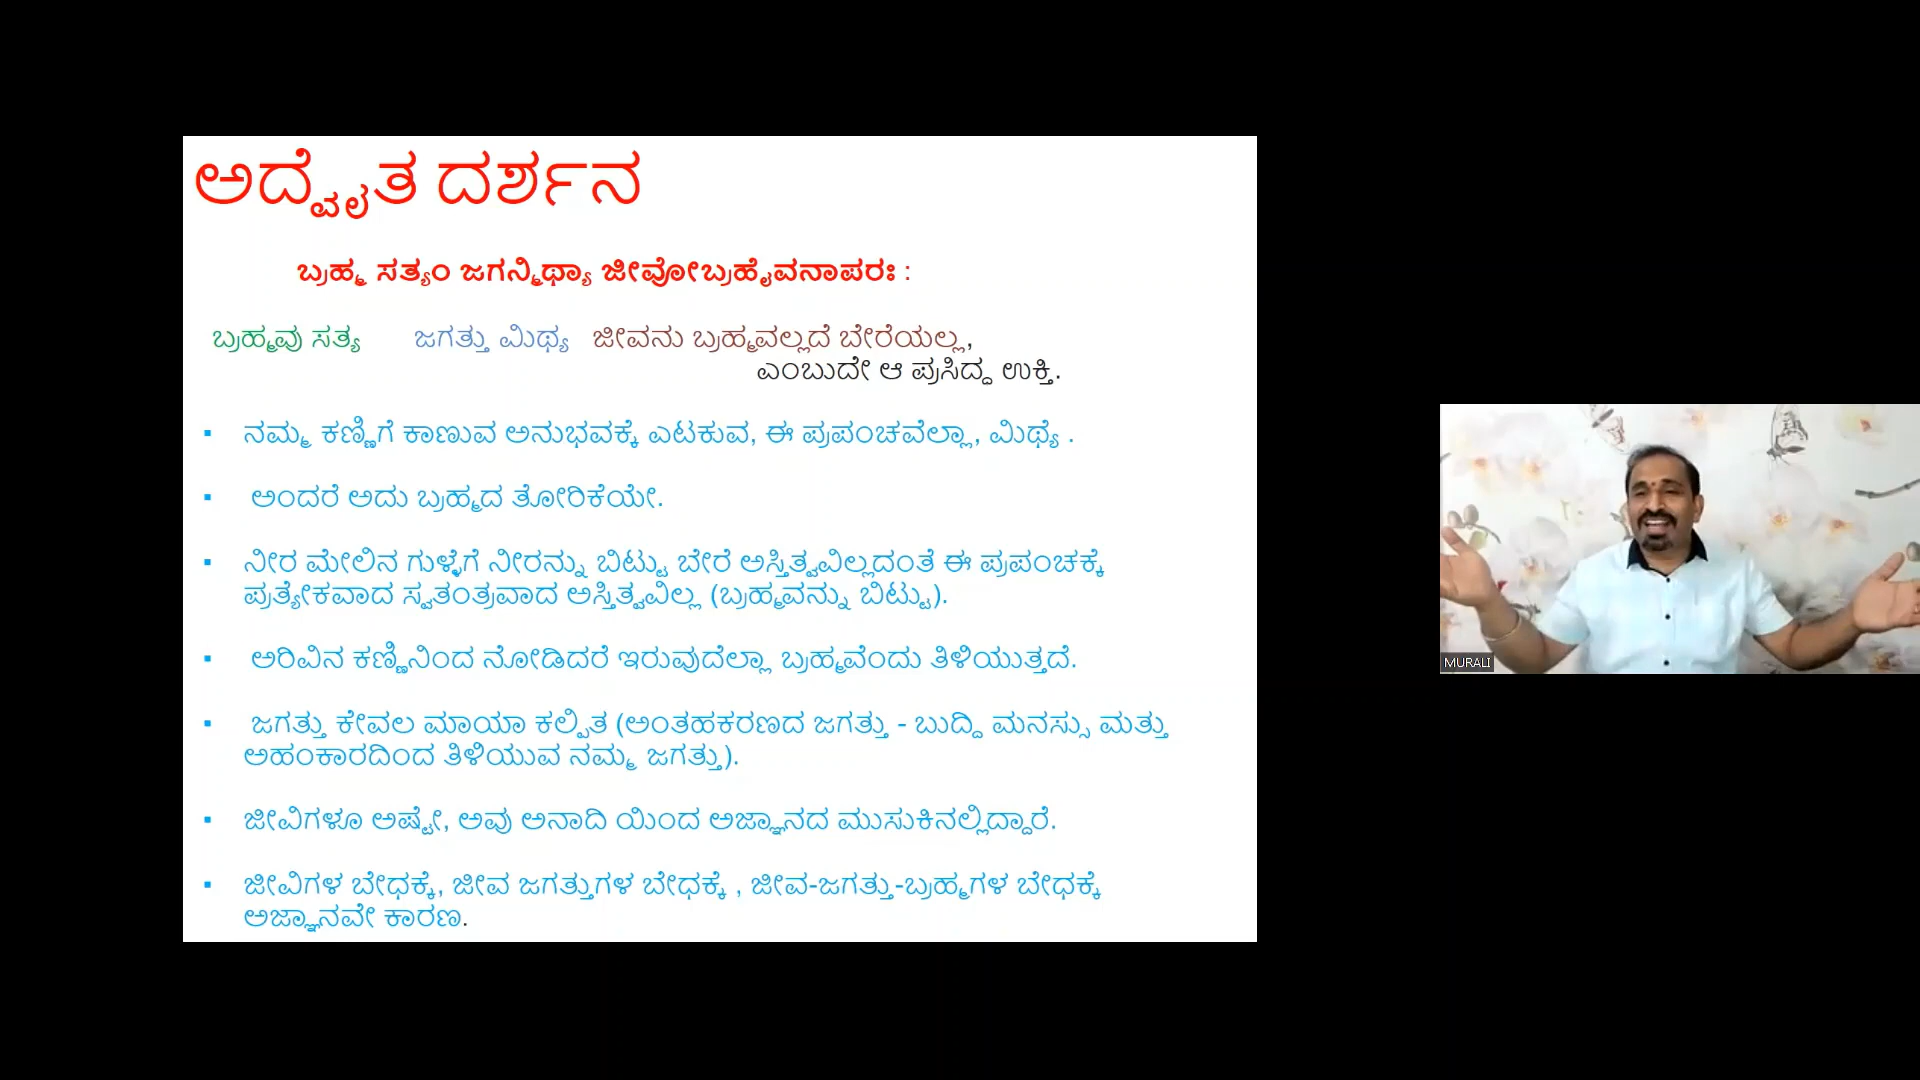 ಅದ್ವೈತ ದರ್ಶನ
ಬ್ರಹ್ಮ ಸತ್ಯಂ ಜಗನ್ಮಿಥ್ಯಾ ಜೀವೋಬ್ರಹೈವನಾಪರಃ :
ಬ್ರಹ್ಮವು ಸತ್ಯ ಜಗತ್ತು ಮಿಥ್ಯ ಜೀವನು ಬ್ರಹ್ಮವಲ್ಲದೆ ಬೇರೆಯಲ್ಲ,
ಎಂಬುದೇ ಆ ಪ್ರಸಿದ್ದ ಉಕ್ತಿ.
▪ ನಮ್ಮ ಕಣ್ಣಿಗೆ ಕಾಣುವ ಅನುಭವಕ್ಕೆ ಎಟಕುವ, ಈ ಪ್ರಪಂಚವೆಲ್ಲಾ, ಮಿಥ್ಯೆ .
▪ ಅಂದರೆ ಅದು ಬ್ರಹ್ಮದ ತೋರಿಕೆಯೇ.
▪ ನೀರ ಮೇಲಿನ ಗುಳ್ಳೆಗೆ ನೀರನ್ನು ಬಿಟ್ಟು ಬೇರೆ ಅಸ್ತಿತ್ವವಿಲ್ಲದಂತೆ ಈ ಪ್ರಪಂಚಕ್ಕೆ
ಪ್ರತ್ಯೇಕವಾದ ಸ್ವತಂತ್ರವಾದ ಅಸ್ತಿತ್ವವಿಲ್ಲ (ಬ್ರಹ್ಮವನ್ನು ಬಿಟ್ಟು).
▪ ಅರಿವಿನ ಕಣ್ಣಿನಿಂದ ನೋಡಿದರೆ ಇರುವುದೆಲ್ಲಾ ಬ್ರಹ್ಮವೆಂದು ತಿಳಿಯುತ್ತದೆ.
▪ ಜಗತ್ತು ಕೇವಲ ಮಾಯಾ ಕಲ್ಪಿತ (ಅಂತಹಕರಣದ ಜಗತ್ತು - ಬುದ್ದಿ ಮನಸ್ಸು ಮತ್ತು
ಅಹಂಕಾರದಿಂದ ತಿಳಿಯುವ ನಮ್ಮ ಜಗತ್ತು).
▪ ಜೀವಿಗಳೂ ಅಷ್ಟೇ, ಅವು ಅನಾದಿ ಯಿಂದ ಅಜ್ಞಾನದ ಮುಸುಕಿನಲ್ಲಿದ್ದಾರೆ.
▪ ಜೀವಿಗಳ ಬೇಧಕ್ಕೆ, ಜೀವ ಜಗತ್ತುಗಳ ಬೇಧಕ್ಕೆ , ಜೀವ-ಜಗತ್ತು-ಬ್ರಹ್ಮಗಳ ಬೇಧಕ್ಕೆ
ಅಜ್ಞಾನವೇ ಕಾರಣ.
MURALI